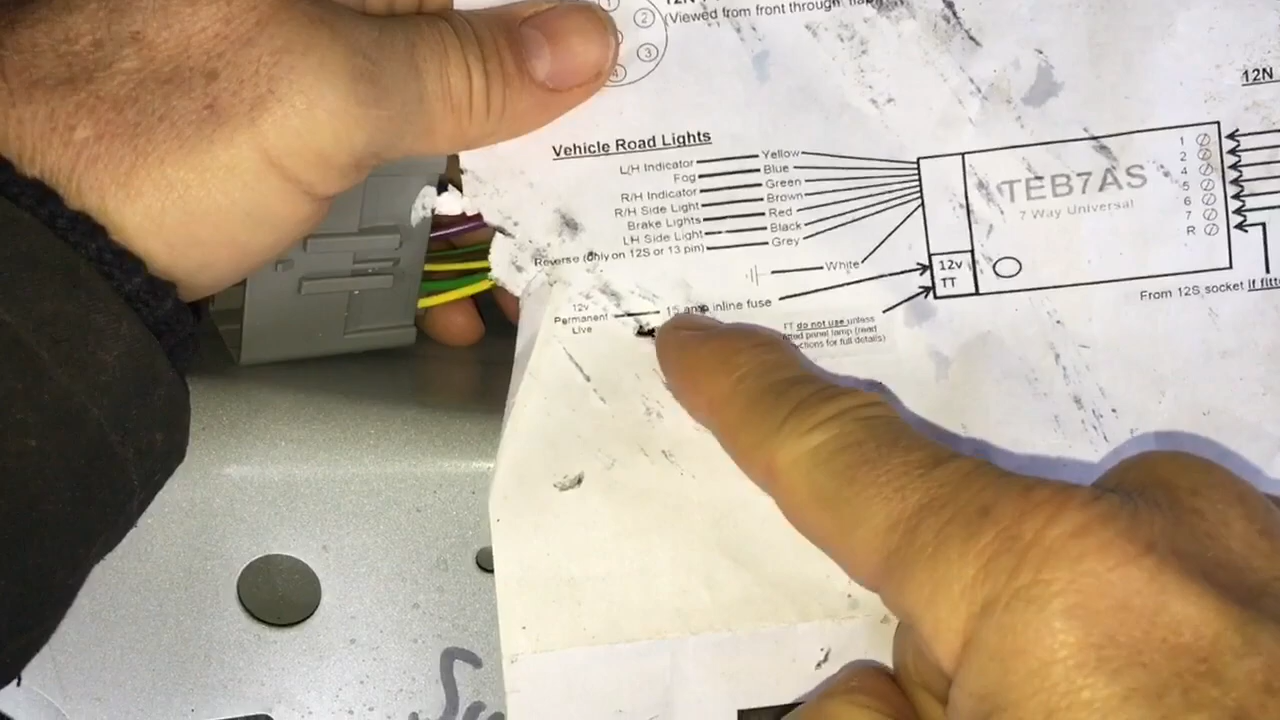 1
2
3
4
(Viewed from front through
12N
Vehicle Road Lights
L/H Indicator Yellow
Fog Blue
R/H Indicator Green
R/H Side Light Brown
Brake Lights Red
LH Side Light Black
Reverse (only on 12S or 13 pin) Grey
White
12v
Permanent
Live
15 amp inline fuse
TT do not use unless
fitted panel lamp (read
for full details)
TEB7AS
7 Way Universal
12v
TT
1
2
4
5
6
7
R
From 12S socket if